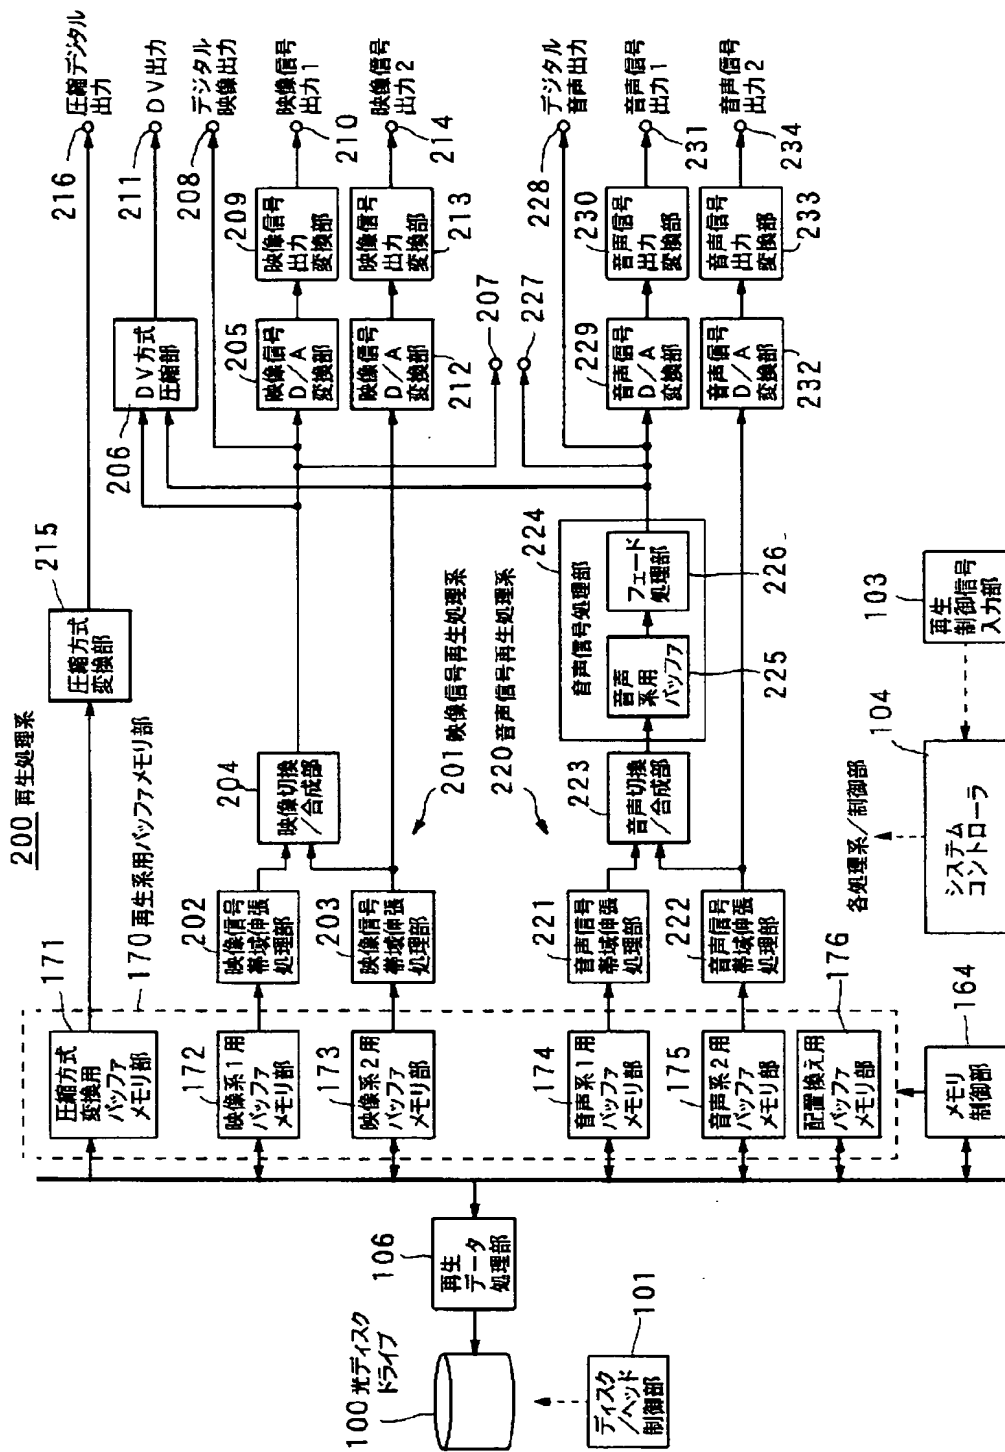 200 再生処理系
171
170 再生系用バッファメモリ部
圧縮方式
変換用
バッファ
メモリ部
215
圧縮方式
変換部
216
圧縮デジタル
出力
206
DV方式
圧縮部
211
DV出力
208
デジタル
映像出力
172
映像系1用
バッファ
メモリ部
202
映像信号
帯域伸張
処理部
204
映像切換
/合成部
205
映像信号
D/A
変換部
209
映像信号
出力
変換部
映像信号
出力1
210
173
映像系2用
バッファ
メモリ部
203
映像信号
帯域伸張
処理部
映像信号
D/A
変換部
212
映像信号
出力
変換部
213
映像信号
出力2
214
201 映像信号再生処理系
207
227
106
再生
データ
処理部
100 光ディスク
ドライブ
101
ディスク
/ヘッド
制御部
220 音声信号再生処理系
224
音声信号処理部
音声
系用
バッファ
225
フェード
処理部
226
228
デジタル
音声出力
174
音声系1用
バッファ
メモリ部
221
音声信号
帯域伸張
処理部
223
音声切換
/合成部
229
音声信号
D/A
変換部
230
音声信号
出力
変換部
音声信号
出力1
231
175
音声系2用
バッファ
メモリ部
222
音声信号
帯域伸張
処理部
音声信号
D/A
変換部
232
音声信号
出力
変換部
233
音声信号
出力2
234
176
配置換え用
バッファ
メモリ部
164
メモリ
制御部
各処理系/制御部
104
システム
コントローラ
103
再生
制御信号
入力部